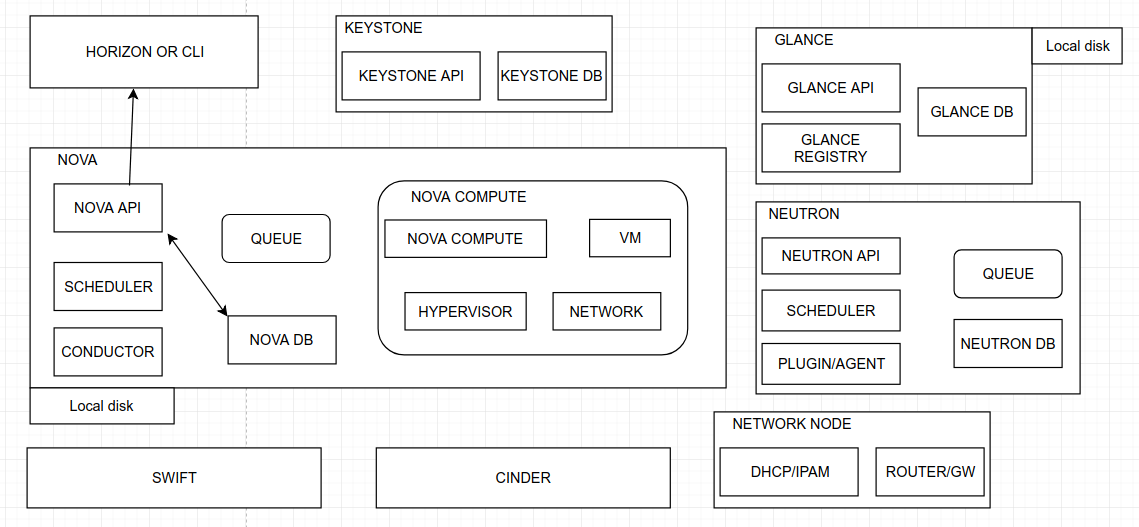 HORIZON OR CLI
KEYSTONE
KEYSTONE API
KEYSTONE DB
GLANCE
Local disk
GLANCE API
GLANCE DB
GLANCE
REGISTRY
NOVA
NOVA API
QUEUE
SCHEDULER
CONDUCTOR
NOVA DB
NOVA COMPUTE
NOVA COMPUTE
VM
HYPERVISOR
NETWORK
Local disk
NEUTRON
NEUTRON API
QUEUE
SCHEDULER
NEUTRON DB
PLUGIN/AGENT
NETWORK NODE
DHCP/IPAM
ROUTER/GW
SWIFT
CINDER